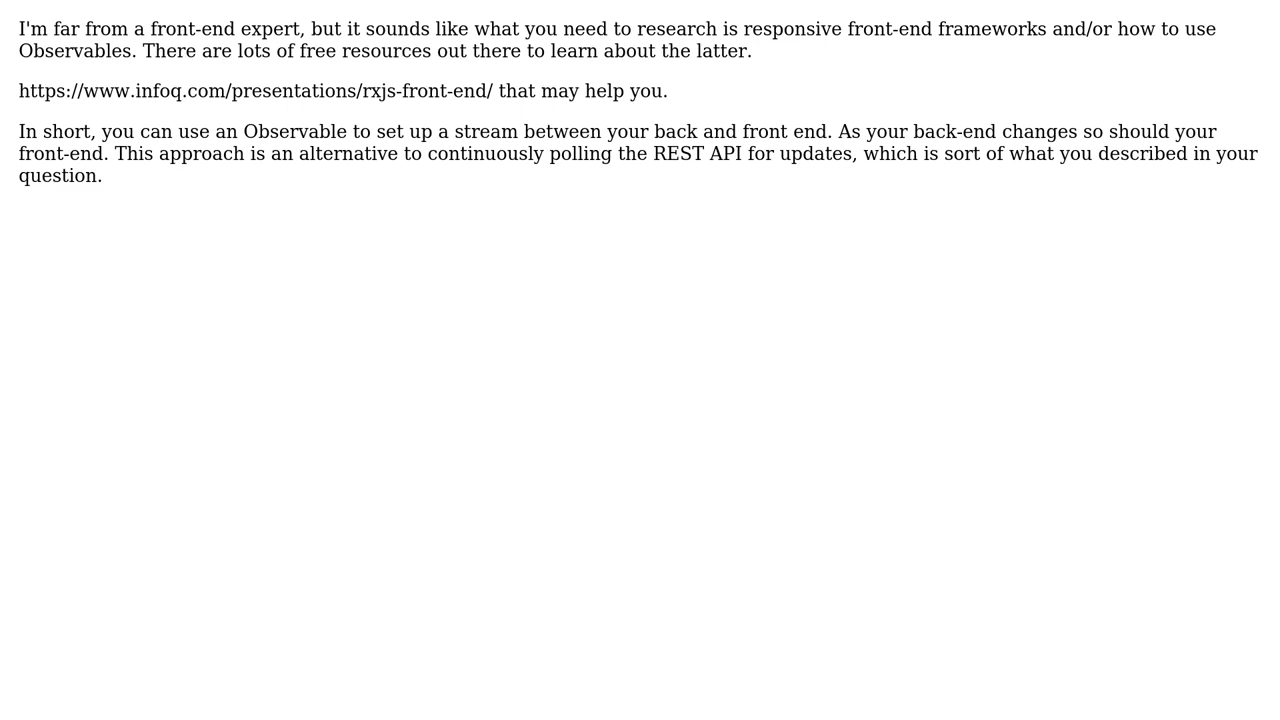 I'm far from a front-end expert, but it sounds like what you need to research is responsive front-end frameworks and/or how to use
Observables. There are lots of free resources out there to learn about the latter.
https://www.infoq.com/presentations/rxjs-front-end/ that may help you.
In short, you can use an Observable to set up a stream between your back and front end. As your back-end changes so should your
front-end. This approach is an alternative to continuously polling the REST API for updates, which is sort of what you described in your
question.